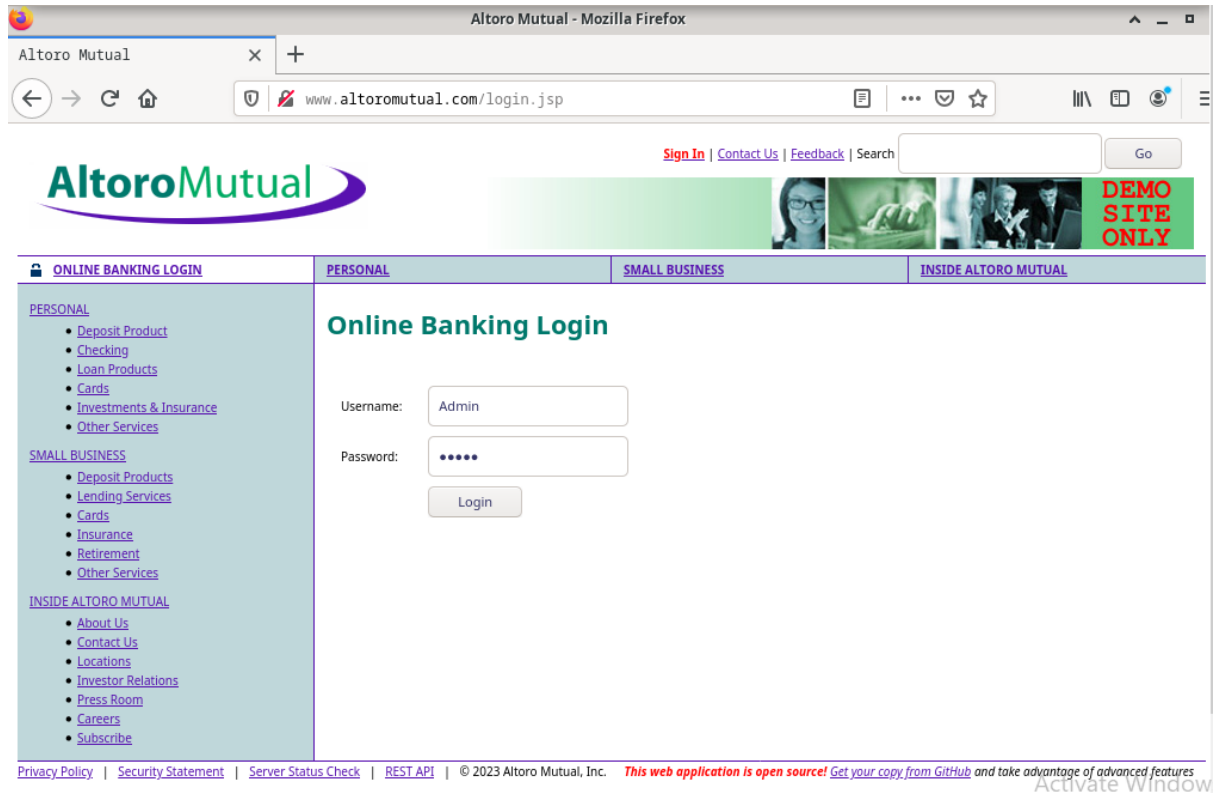 Altoro Mutual - Mozilla Firefox
Altoro Mutual
www.altoromutual.com/login.jsp
Sign In | Contact Us | Feedback | Search Go
AltoroMutual
DEMO
SITE
ONLY
ONLINE BANKING LOGIN PERSONAL SMALL BUSINESS INSIDE ALTORO MUTUAL
PERSONAL
Deposit Product
Checking
Loan Products
Cards
Investments & Insurance
Other Services
SMALL BUSINESS
Deposit Products
Lending Services
Cards
Insurance
Retirement
Other Services
INSIDE ALTORO MUTUAL
About Us
Contact Us
Locations
Investor Relations
Press Room
Careers
Subscribe
Online Banking Login
Username: Admin
Password: •••••
Login
Privacy Policy | Security Statement | Server Status Check | REST API | © 2023 Altoro Mutual, Inc. This web application is open source! Get your copy from GitHub and take advantage of advanced features
Activate Window